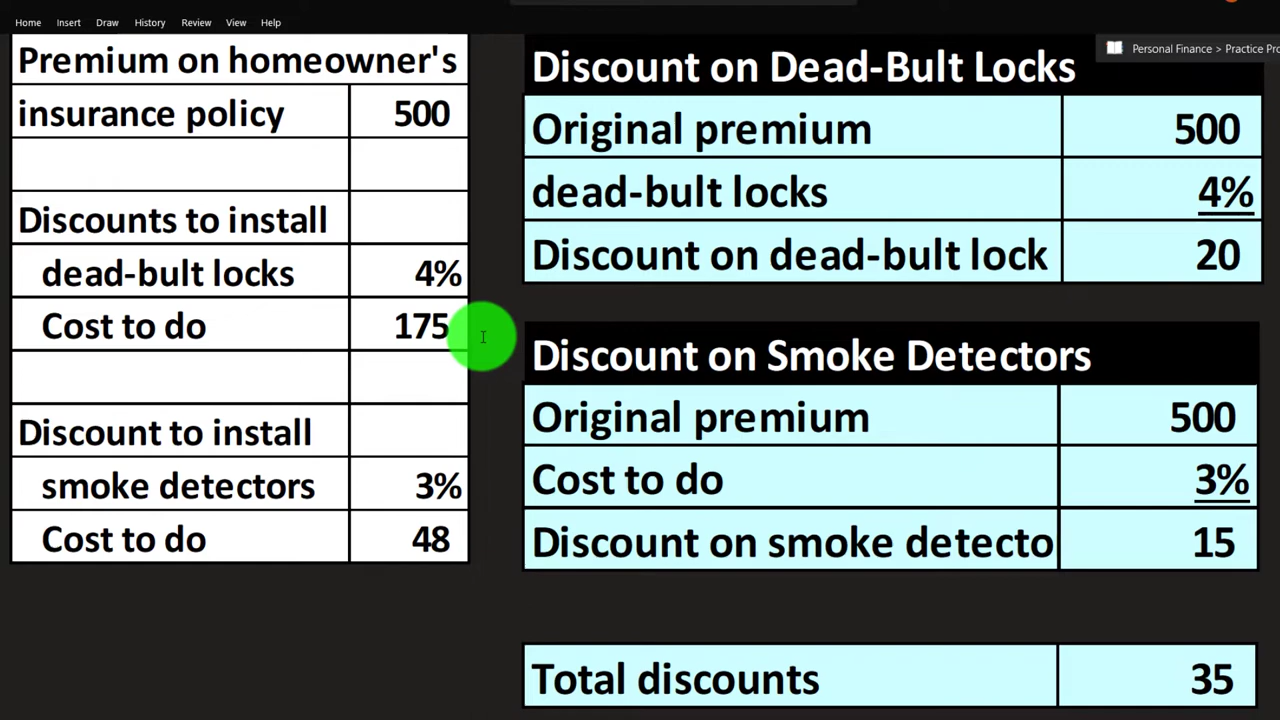 Home Insert Draw History Review View Help
Personal Finance > Practice Pro
Premium on homeowner's
insurance policy 500
Discounts to install
dead-bult locks 4%
Cost to do 175
Discount to install
smoke detectors 3%
Cost to do 48
Discount on Dead-Bult Locks
Original premium 500
dead-bult locks 4%
Discount on dead-bult lock 20
Discount on Smoke Detectors
Original premium 500
Cost to do 3%
Discount on smoke detecto 15
Total discounts 35